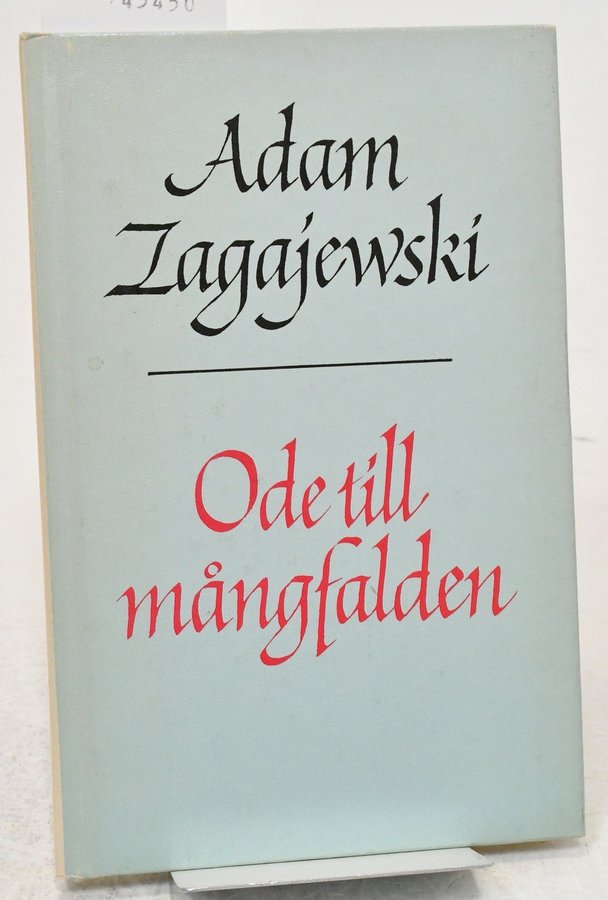 Adam
Zagajewski
Ode till
mångfalden